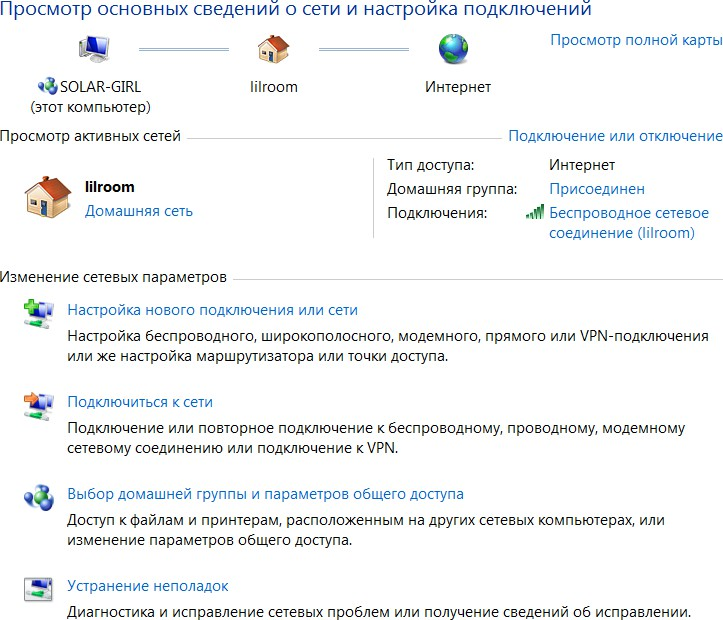 Просмотр основных сведений о сети и настройка подключений
Просмотр полной карты
SOLAR-GIRL
(этот компьютер)
lilroom
Интернет
Просмотр активных сетей
Подключение или отключение
lilroom
Домашняя сеть
Тип доступа: Интернет
Домашняя группа: Присоединен
Подключения: Беспроводное сетевое
соединение (lilroom)
Изменение сетевых параметров
Настройка нового подключения или сети
Настройка беспроводного, широкополосного, модемного, прямого или VPN-подключения
или же настройка маршрутизатора или точки доступа.
Подключиться к сети
Подключение или повторное подключение к беспроводному, проводному, модемному
сетевому соединению или подключение к VPN.
Выбор домашней группы и параметров общего доступа
Доступ к файлам и принтерам, расположенным на других сетевых компьютерах, или
изменение параметров общего доступа.
Устранение неполадок
Диагностика и исправление сетевых проблем или получение сведений об исправлении.